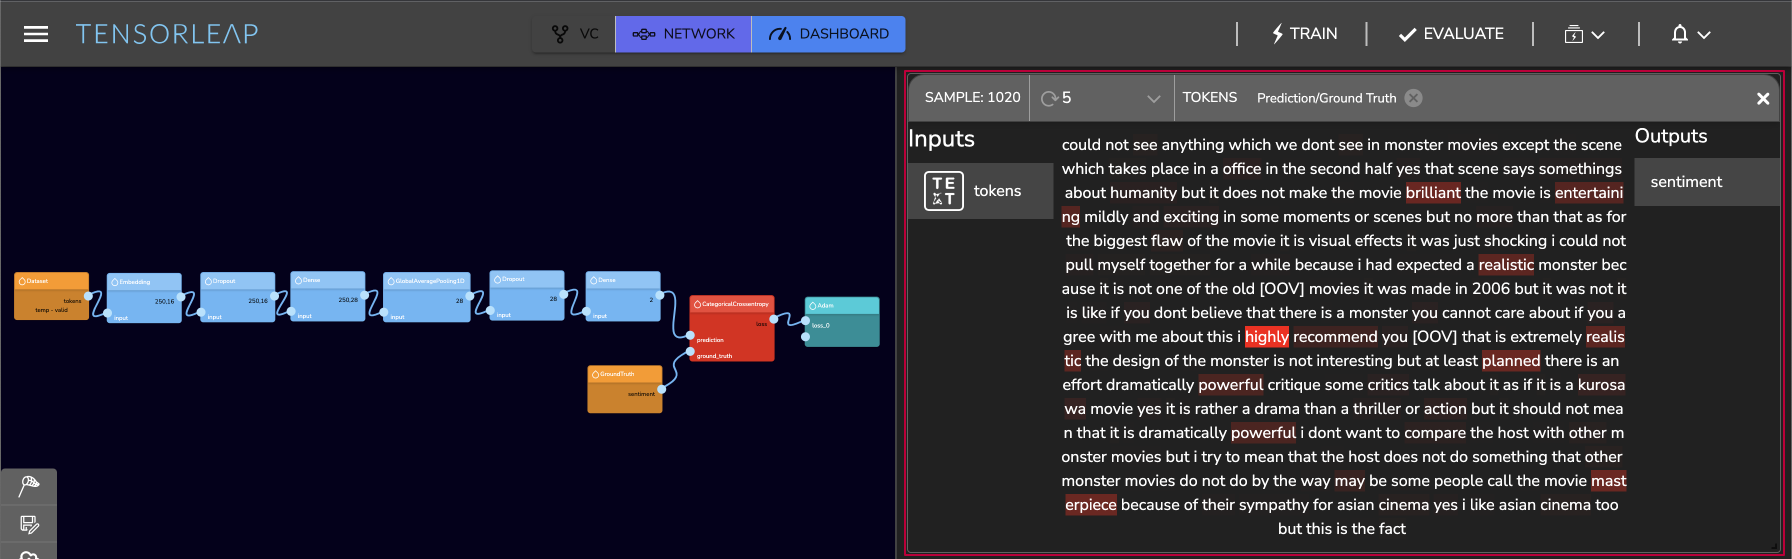 TENSORLEAP
VC
NETWORK
DASHBOARD
TRAIN
EVALUATE
SAMPLE: 1020
5
TOKENS
Prediction/Ground Truth
Inputs
TEXT
tokens
could not see anything which we dont see in monster movies except the scene
which takes place in a office in the second half yes that scene says somethings
about humanity but it does not make the movie brilliant the movie is entertaini
ng mildly and exciting in some moments or scenes but no more than that as for
the biggest flaw of the movie it is visual effects it was just shocking i could not
pull myself together for a while because i had expected a realistic monster bec
ause it is not one of the old [OOV] movies it was made in 2006 but it was not it
is like if you dont believe that there is a monster you cannot care about if you a
gree with me about this i highly recommend you [OOV] that is extremely realis
tic the design of the monster is not interesting but at least planned there is an
effort dramatically powerful critique some critics talk about it as if it is a kurosa
wa movie yes it is rather a drama than a thriller or action but it should not mea
n that it is dramatically powerful i dont want to compare the host with other m
onster movies but i try to mean that the host does not do something that other
monster movies do not do by the way may be some people call the movie mast
erpiece because of their sympathy for asian cinema yes i like asian cinema too
but this is the fact
Outputs
sentiment
Dataset
tokens
temp - valid
Embedding
250,16
input
Dropout
250,16
input
Dense
250,28
input
GlobalAveragePooling1D
28
input
Dropout
28
input
Dense
2
input
CategoricalCrossentropy
loss
prediction
ground_truth
Adam
loss_0
GroundTruth
sentiment